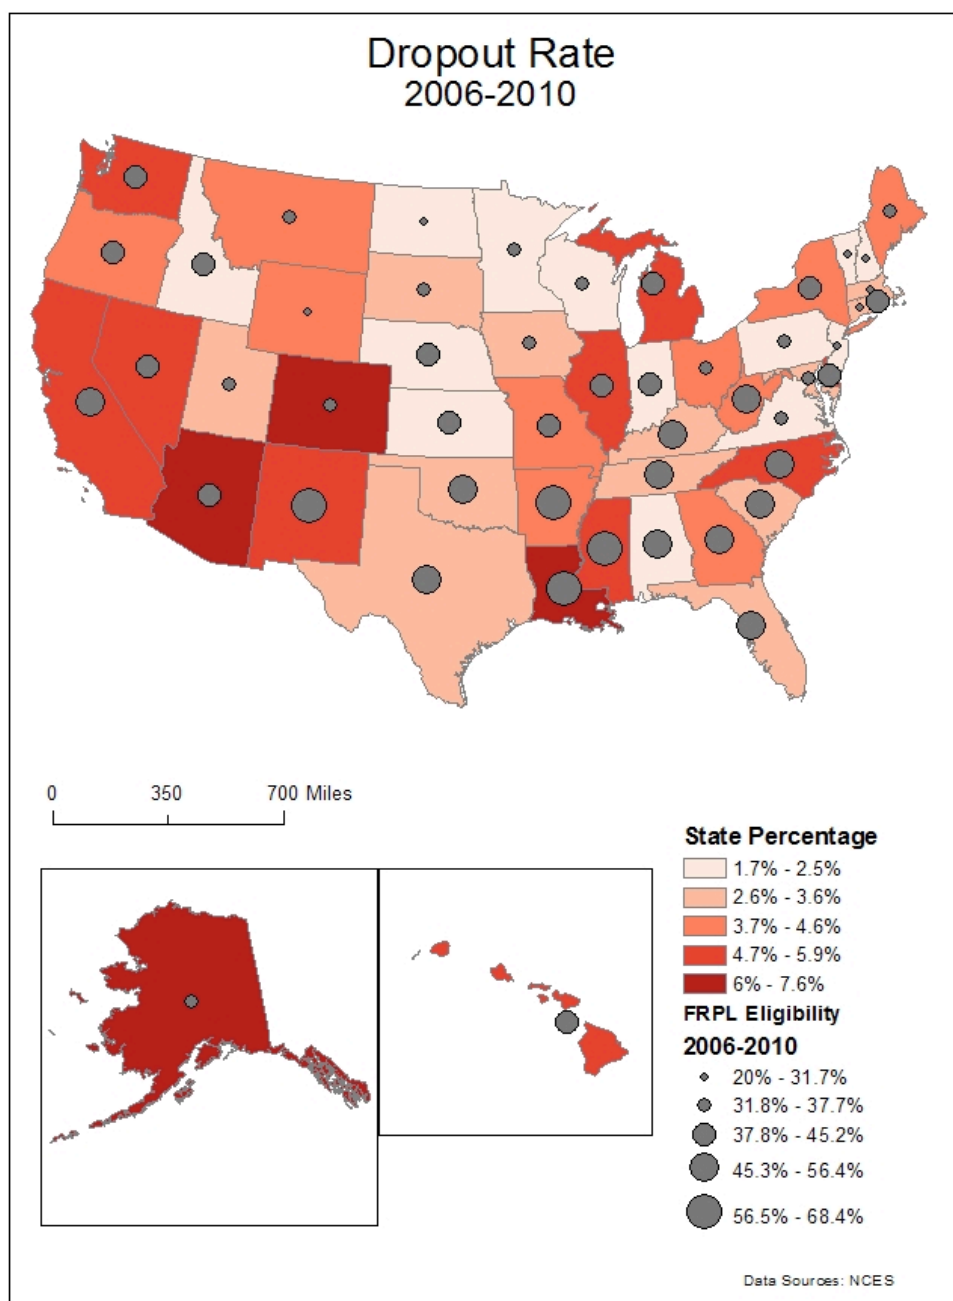 Dropout Rate
2006-2010
0 350 700 Miles
State Percentage
1.7% - 2.5%
2.6% - 3.6%
3.7% - 4.6%
4.7% - 5.9%
6% - 7.6%
FRPL Eligibility
2006-2010
20% - 31.7%
31.8% - 37.7%
37.8% - 45.2%
45.3% - 56.4%
56.5% - 68.4%
Data Sources: NCES